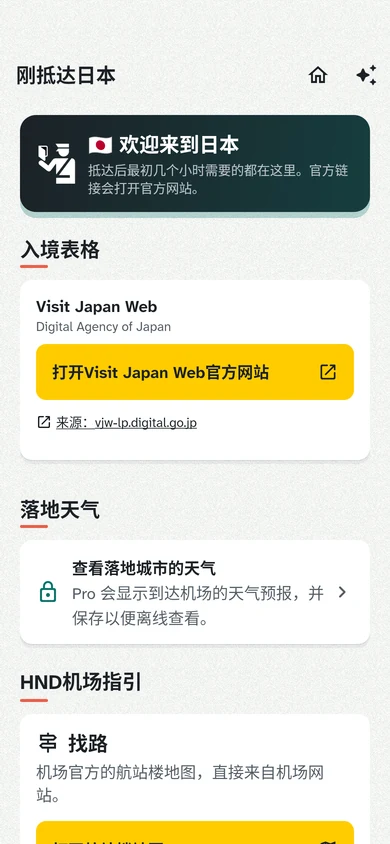 刚抵达日本
🇯🇵 欢迎来到日本
抵达后最初几个小时需要的都在这里。官方链
接会打开官方网站。
入境表格
Visit Japan Web
Digital Agency of Japan
打开Visit Japan Web官方网站
来源：vjw-lp.digital.go.jp
落地天气
查看落地城市的天气
Pro 会显示到达机场的天气预报，并
保存以便离线查看。
HND机场指引
找路
机场官方的航站楼地图，直接来自机场网
站。